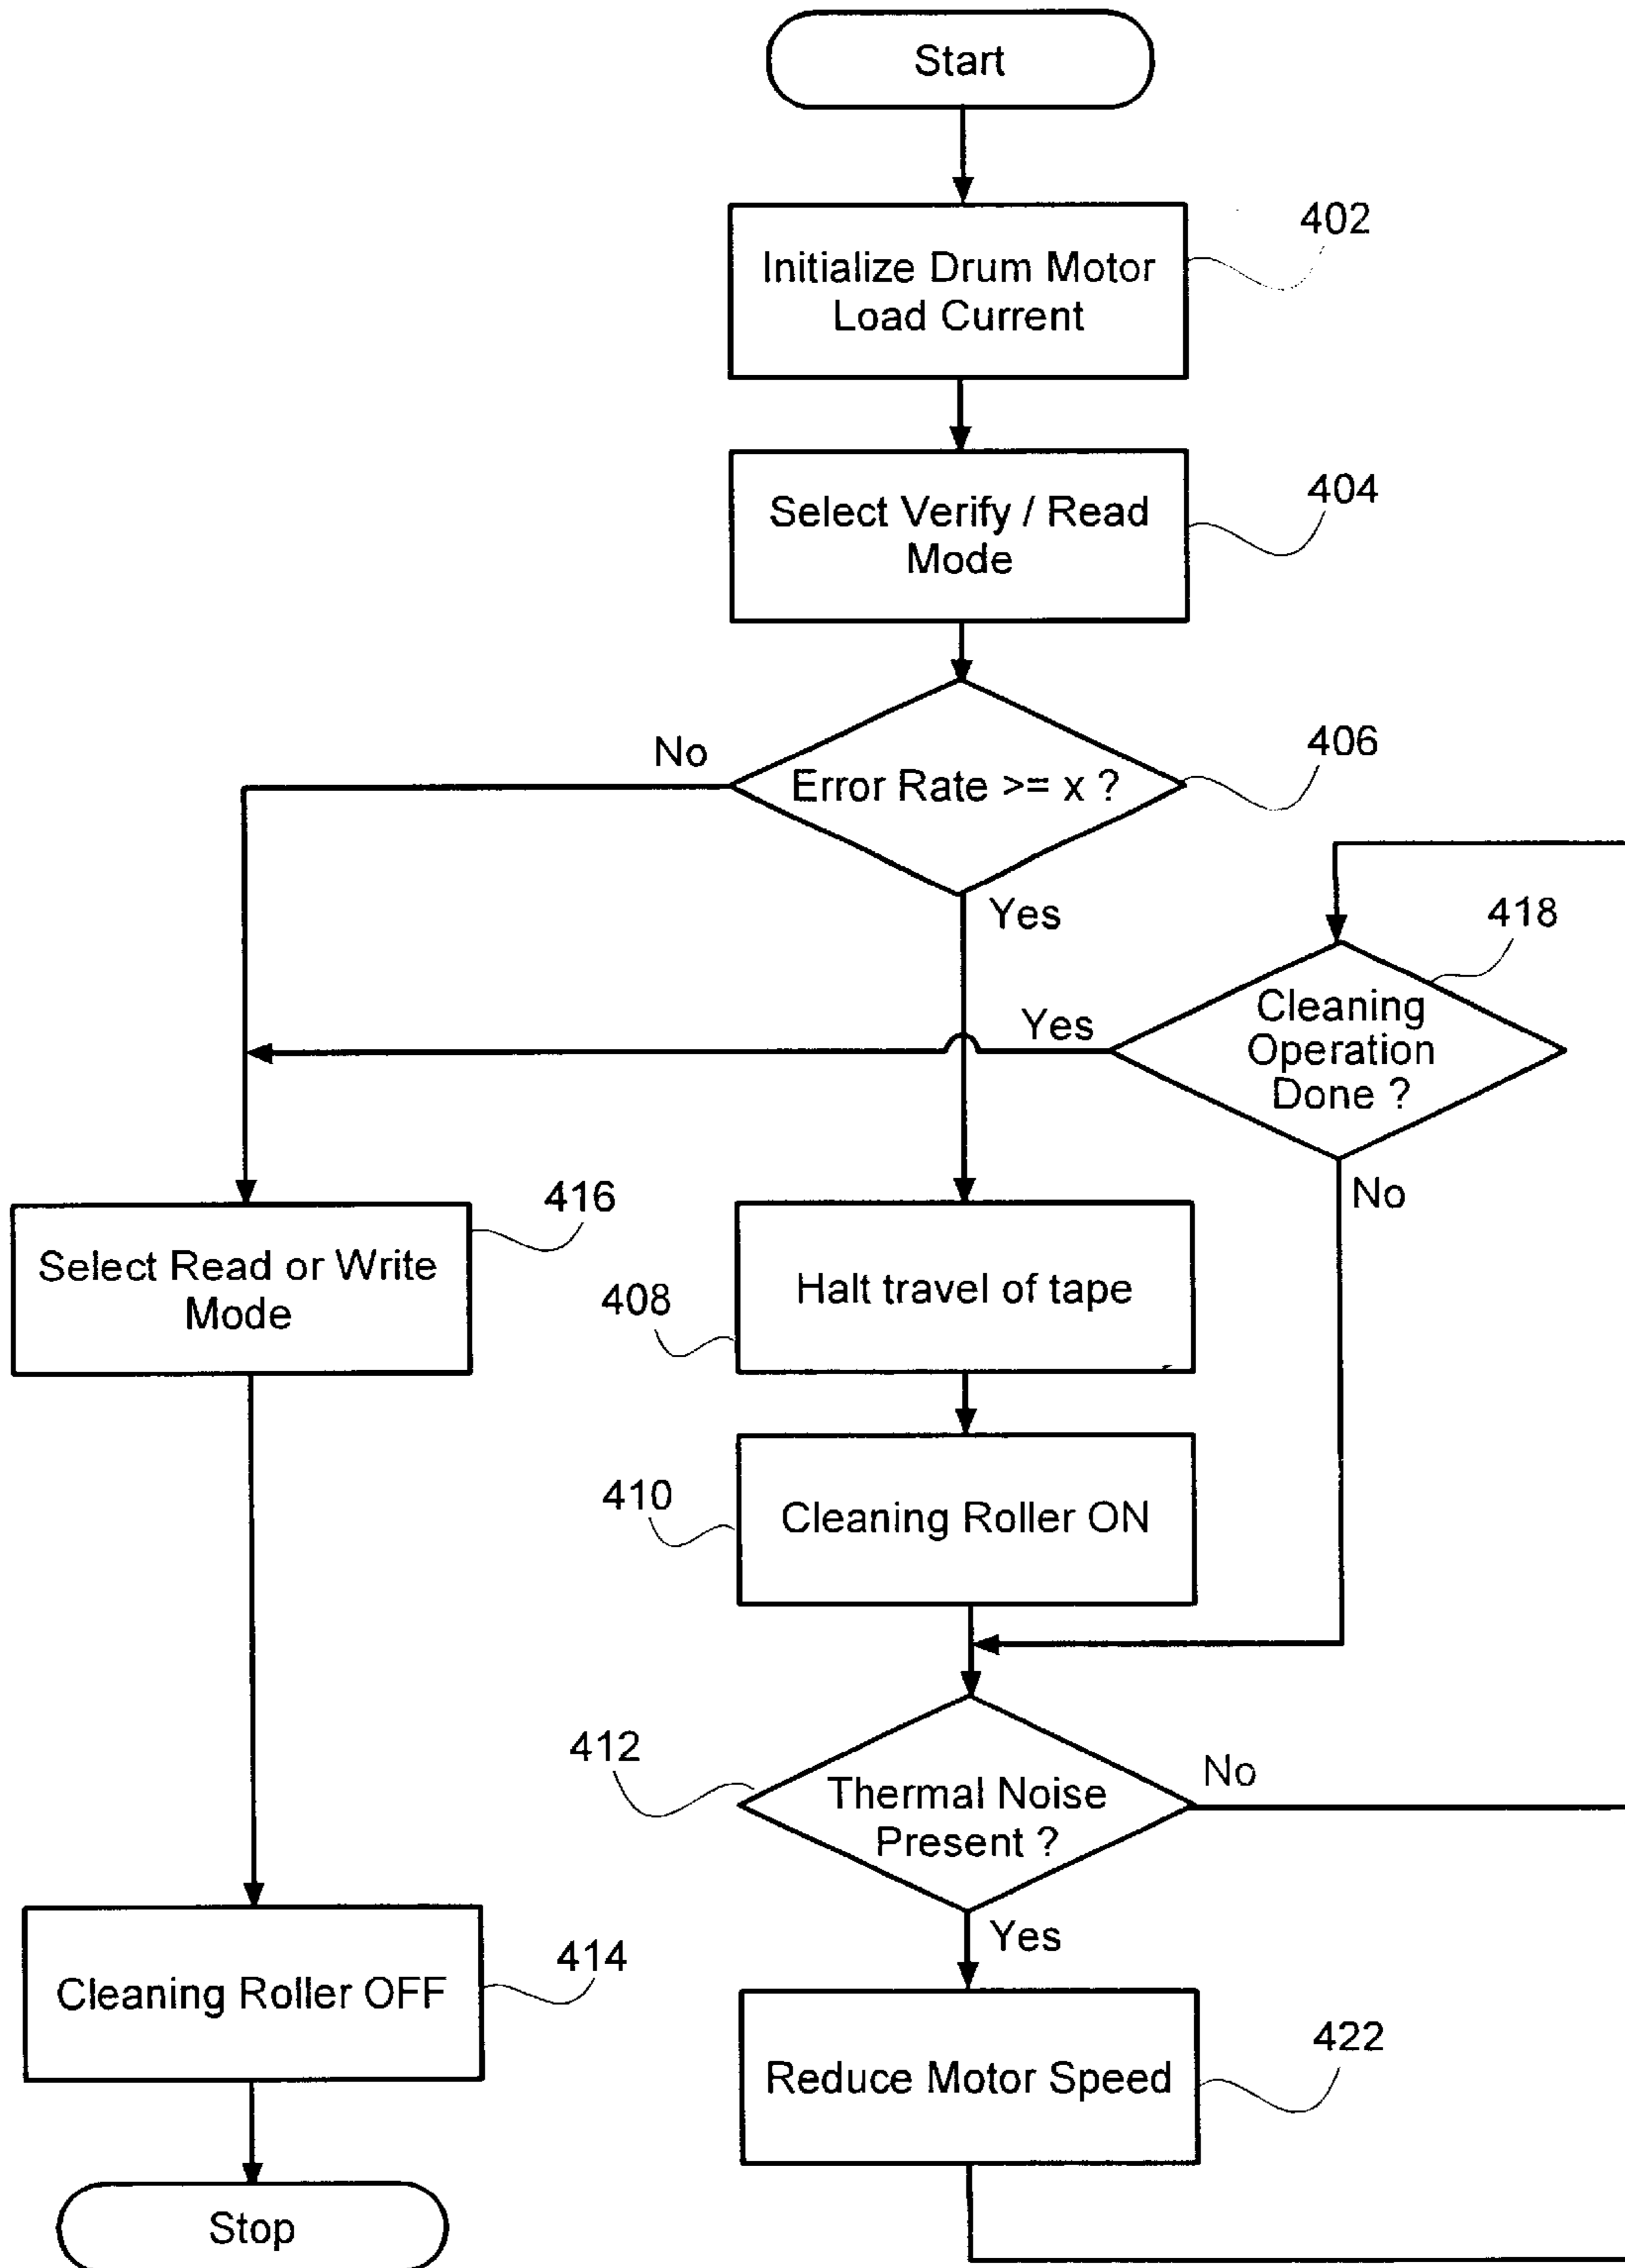 Start
402
Initialize Drum Motor
Load Current
404
Select Verify / Read
Mode
406
No
Error Rate >= x ?
Yes
418
Cleaning
Operation
Done ?
Yes
No
416
Select Read or Write
Mode
408
Halt travel of tape
410
Cleaning Roller ON
412
Thermal Noise
Present ?
No
Yes
414
Cleaning Roller OFF
422
Reduce Motor Speed
Stop